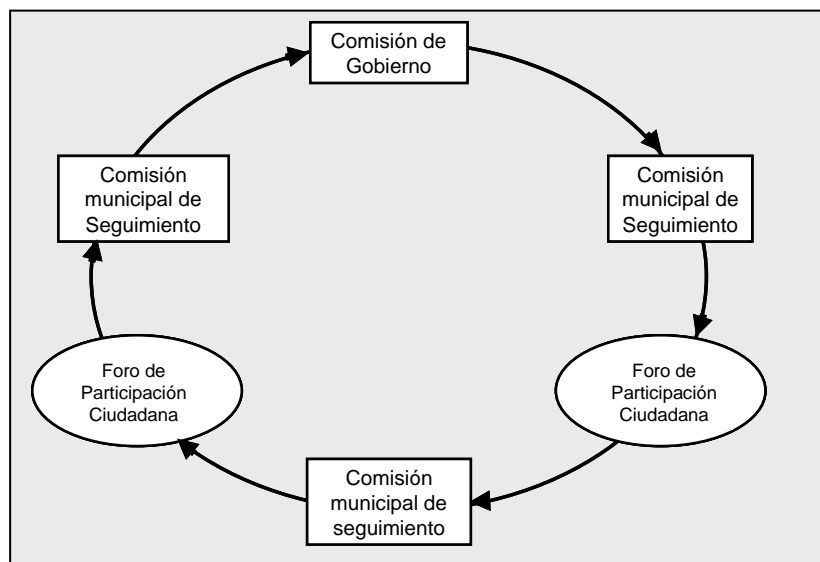 Comisión de
Gobierno
Comisión
municipal de
Seguimiento
Comisión
municipal de
Seguimiento
Foro de
Participación
Ciudadana
Foro de
Participación
Ciudadana
Comisión
municipal de
seguimiento